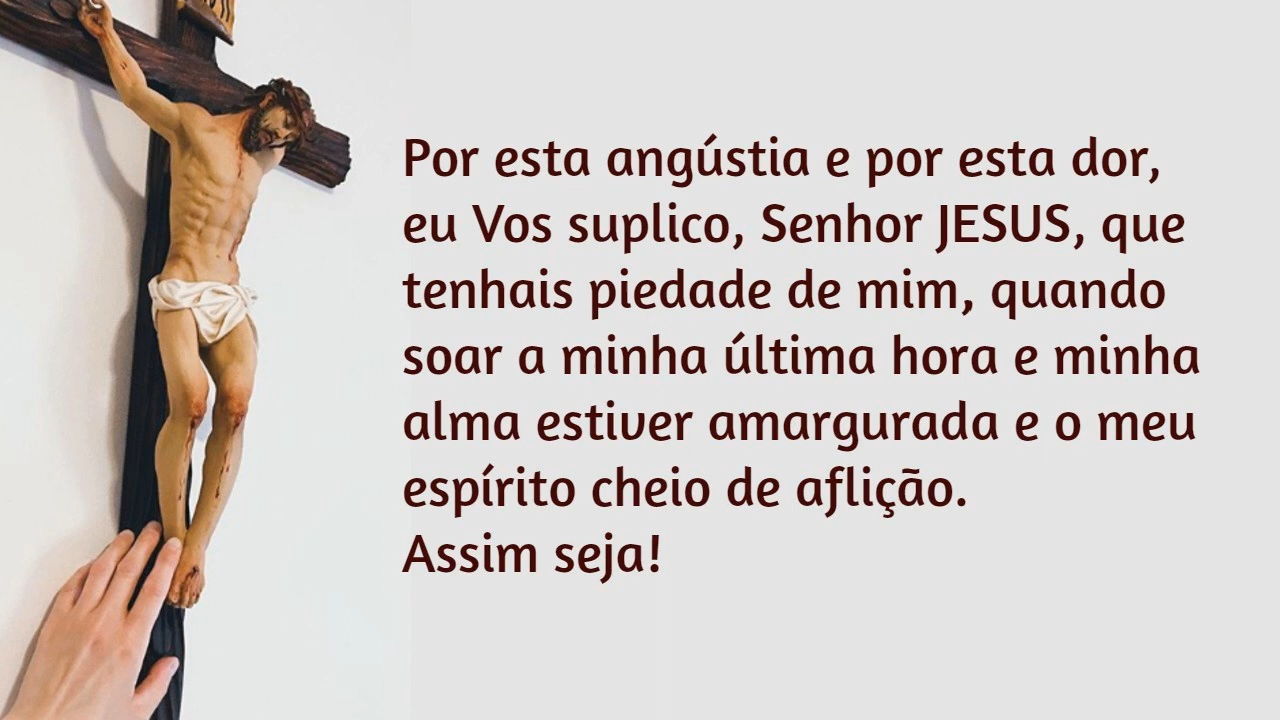 Por esta angústia e por esta dor,
eu Vos suplico, Senhor JESUS, que
tenhais piedade de mim, quando
soar a minha última hora e minha
alma estiver amargurada e o meu
espírito cheio de aflição.
Assim seja!